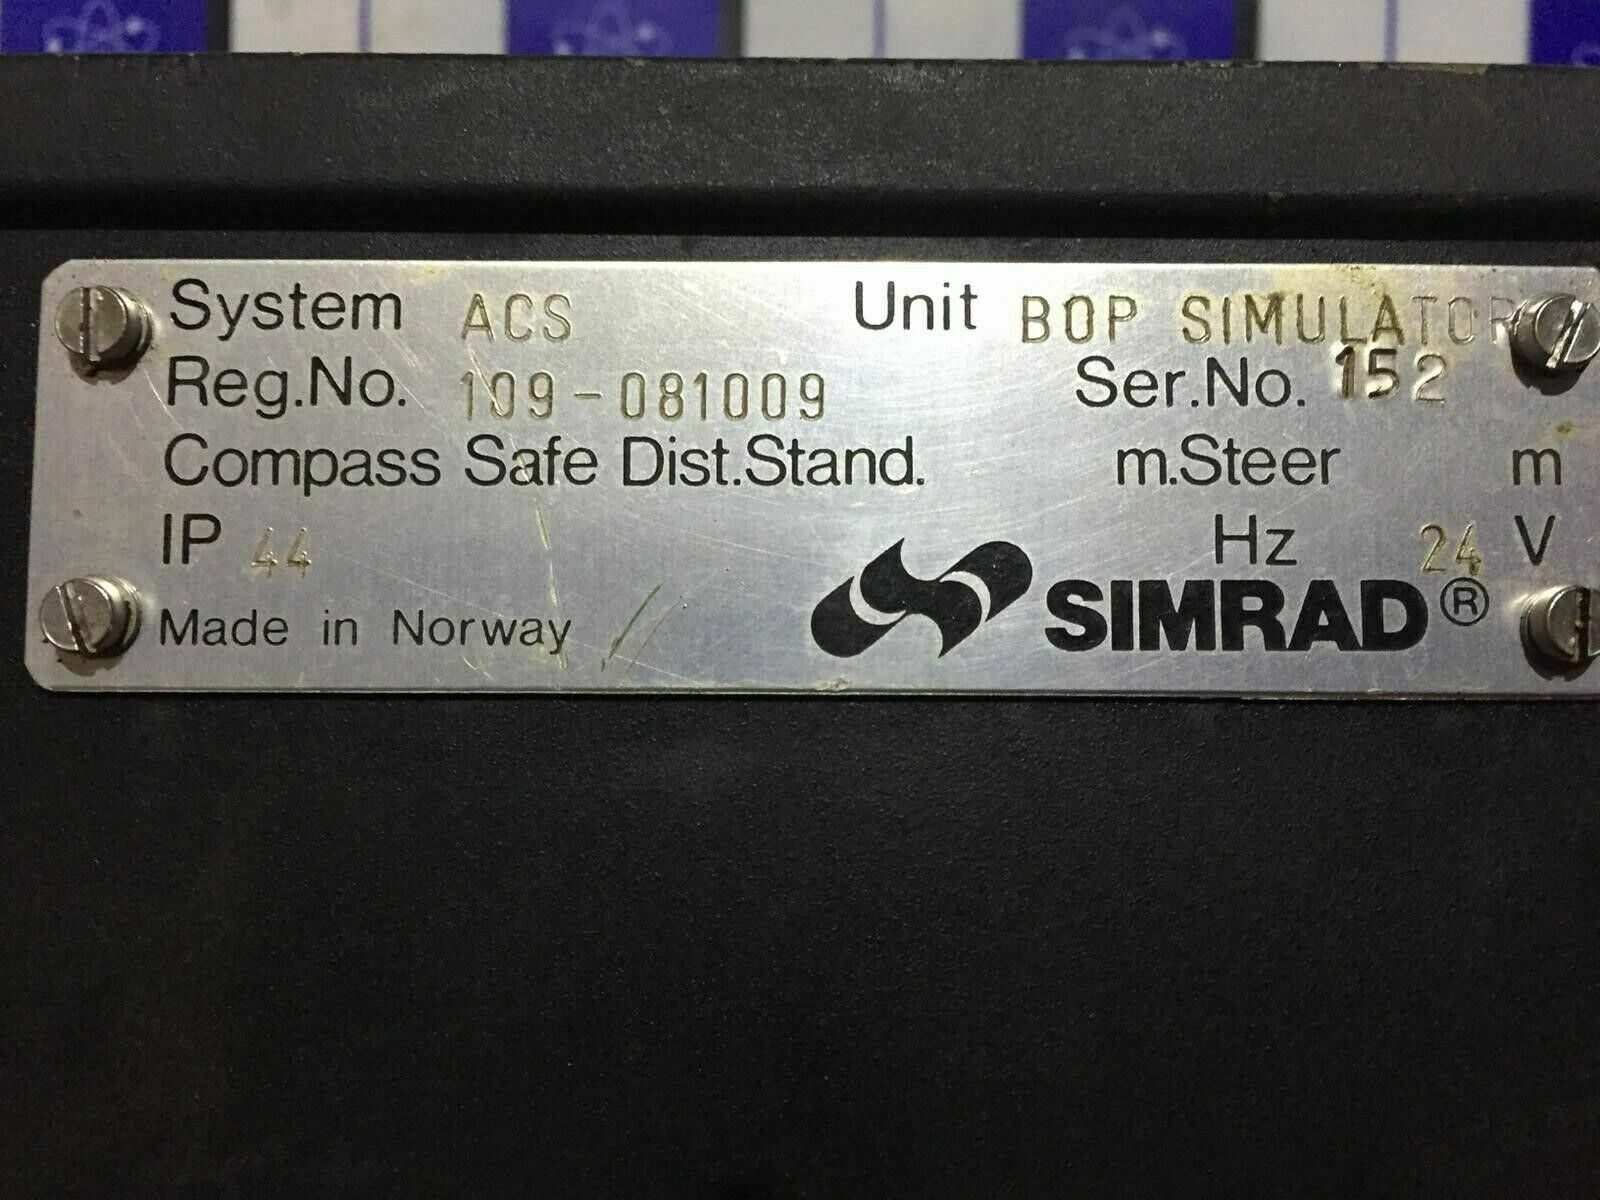 System ACS Unit BOP SIMULATOR
Reg.No. 109-081009 Ser.No. 152
Compass Safe Dist.Stand. m.Steer m
IP 44 Hz 24 V
Made in Norway SIMRAD®